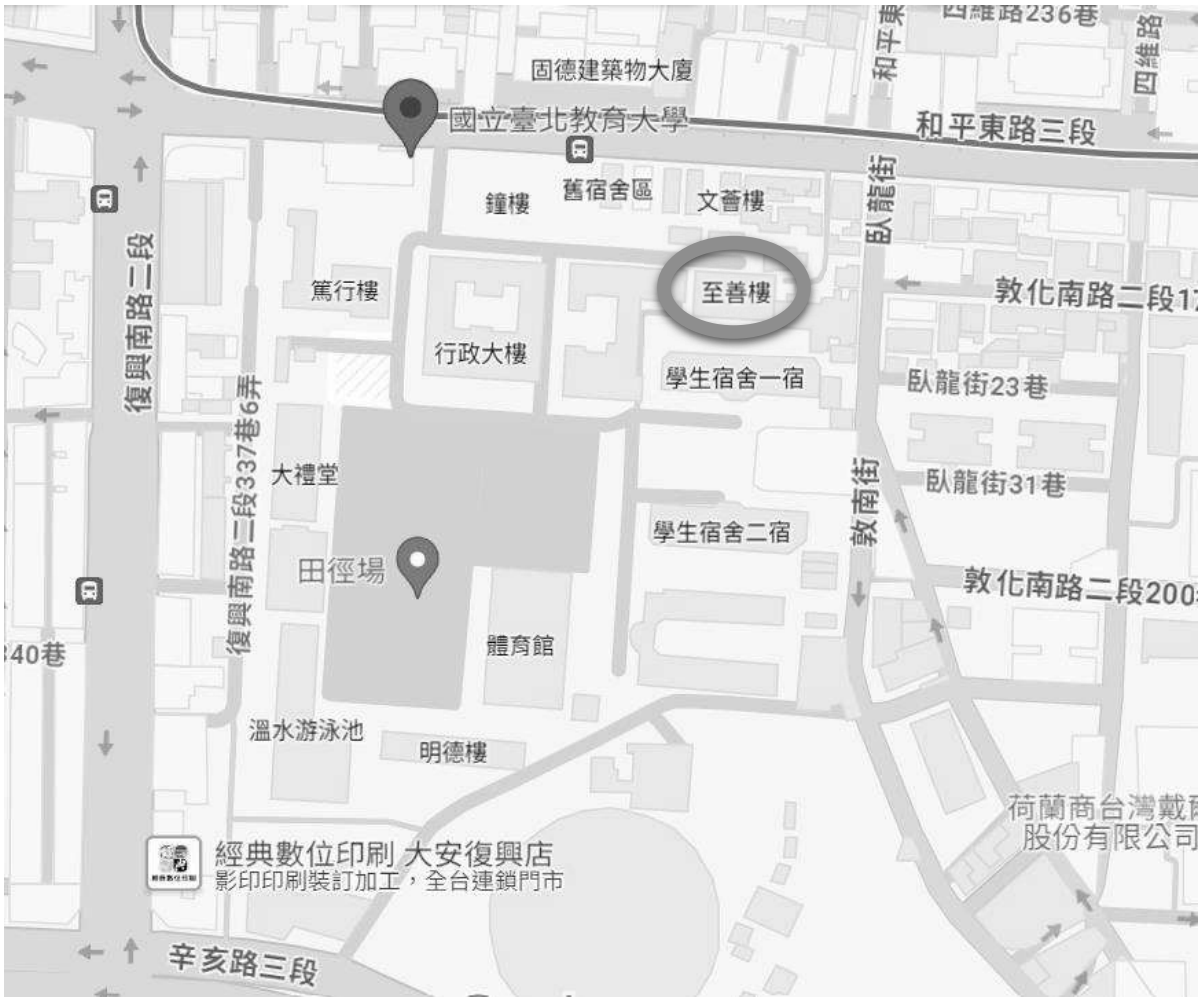 四維路236巷
和平東
四維路
固德建築物大廈
國立臺北教育大學
和平東路三段
臥龍街
鐘樓
舊宿舍區
文薈樓
復興南路二段
篤行樓
至善樓
敦化南路二段17
行政大樓
學生宿舍一宿
臥龍街23巷
復興南路二段337巷6弄
大禮堂
臥龍街31巷
敦南街
學生宿舍二宿
田徑場
敦化南路二段200
340巷
體育館
溫水游泳池
明德樓
荷蘭商台灣戴爾
股份有限公司
經典數位印刷 大安復興店
影印印刷裝訂加工，全台連鎖門市
辛亥路三段